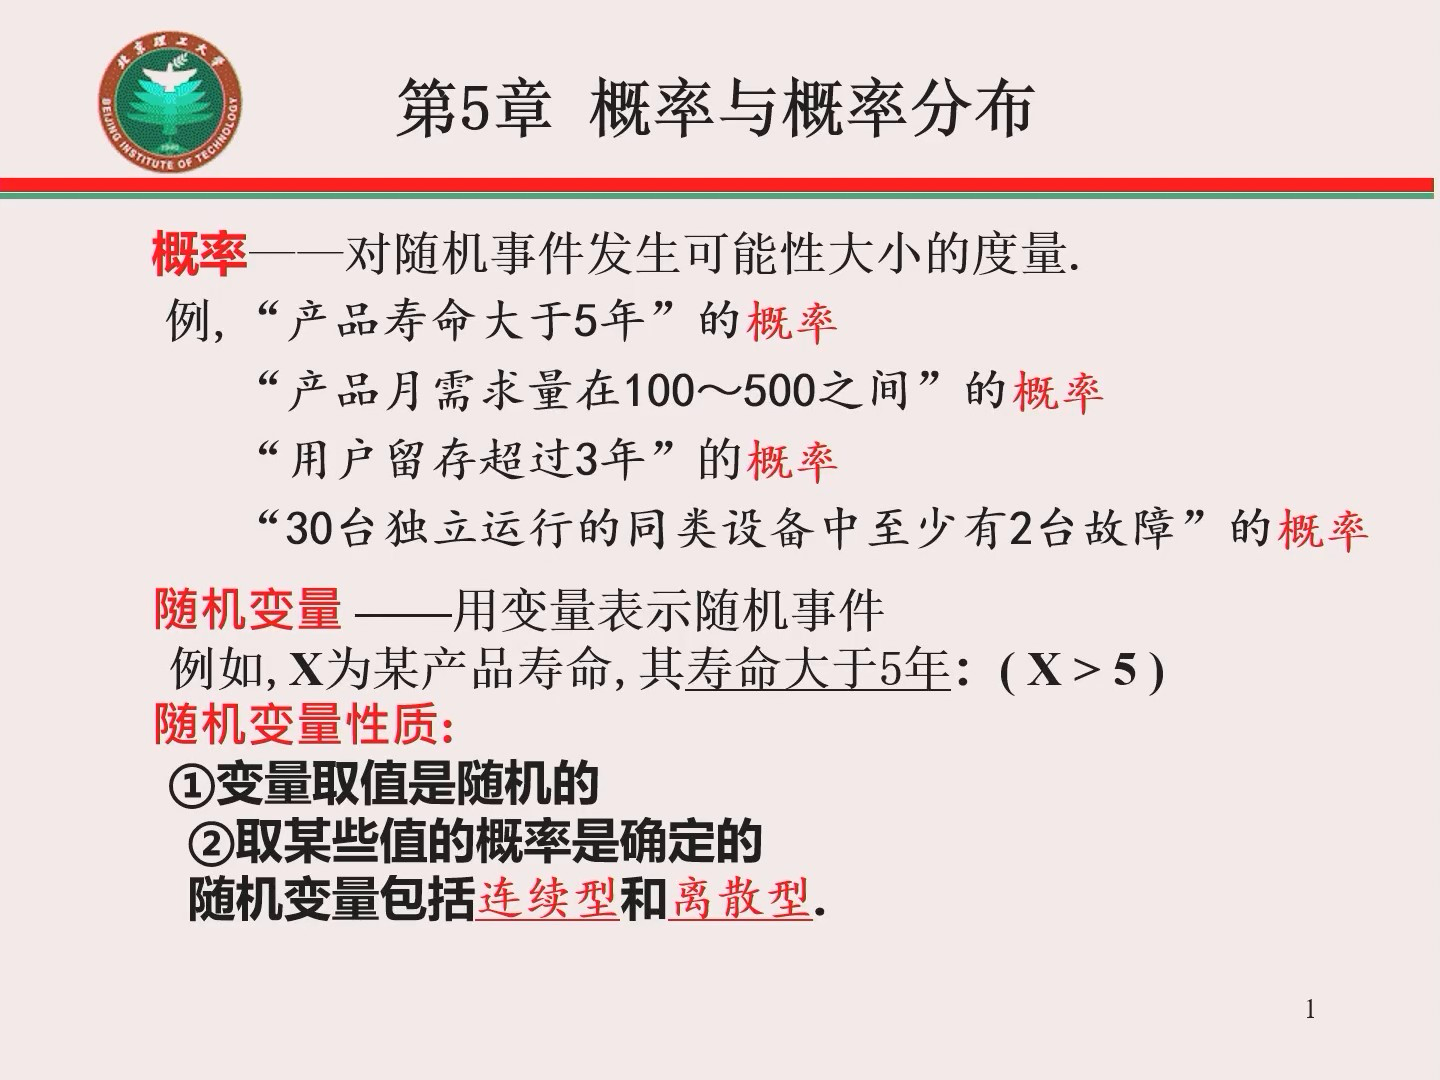 北京理工大学
BEIJING INSTITUTE OF TECHNOLOGY
1940
第5章 概率与概率分布
概率——对随机事件发生可能性大小的度量.
例,“产品寿命大于5年”的概率
“产品月需求量在100～500之间”的概率
“用户留存超过3年”的概率
“30台独立运行的同类设备中至少有2台故障”的概率
随机变量 ——用变量表示随机事件
例如, X为某产品寿命, 其寿命大于5年：( X > 5 )
随机变量性质:
①变量取值是随机的
②取某些值的概率是确定的
随机变量包括连续型和离散型.
1